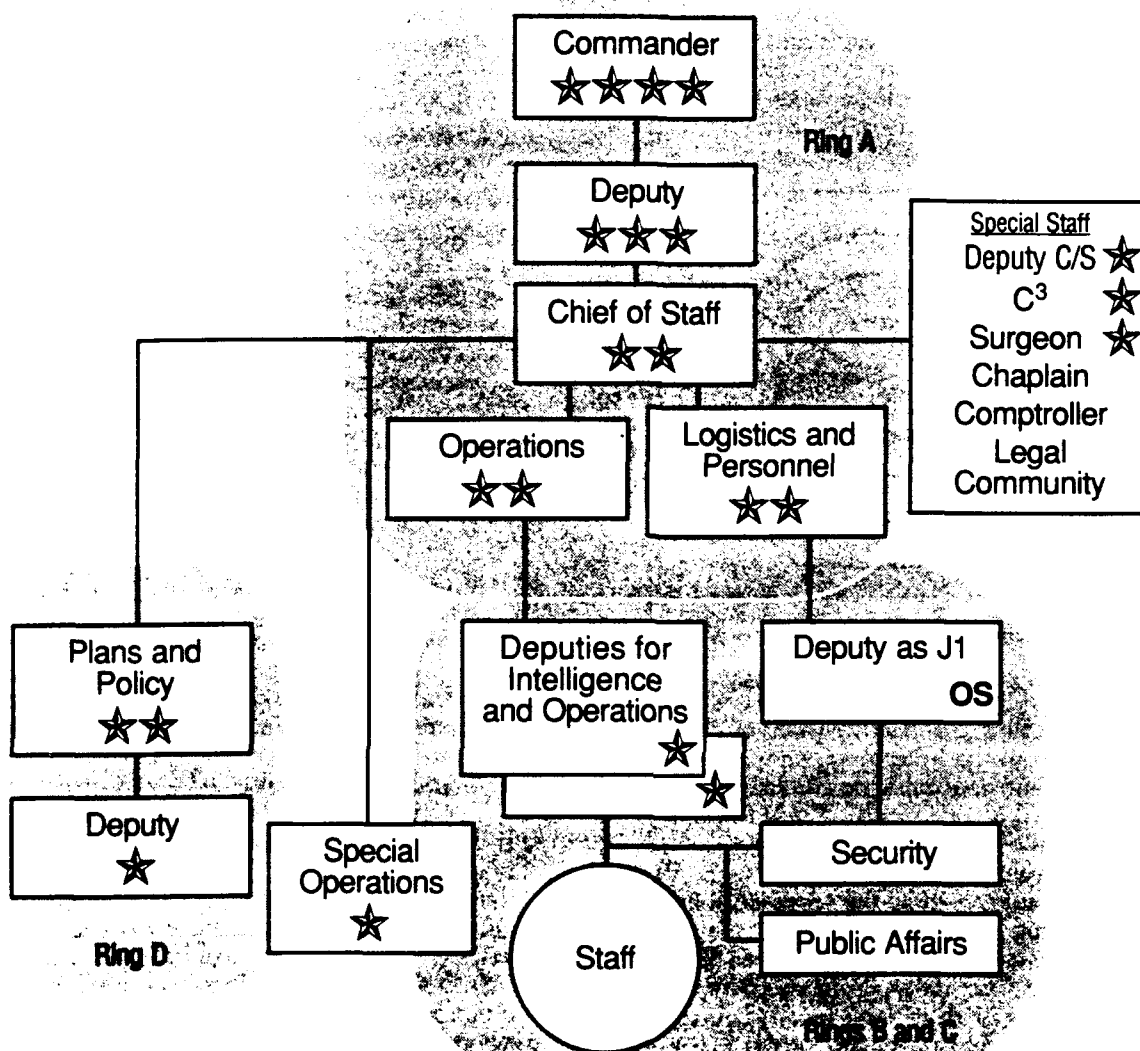 Commander
Ring A
Deputy
Special Staff
Deputy C/S
C³
Surgeon
Chaplain
Comptroller
Legal
Community
Chief of Staff
Operations
Logistics and
Personnel
Plans and
Policy
Deputy
Ring D
Special
Operations
Deputies for
Intelligence
and Operations
Deputy as J1
OS
Security
Public Affairs
Staff
Rings B and C